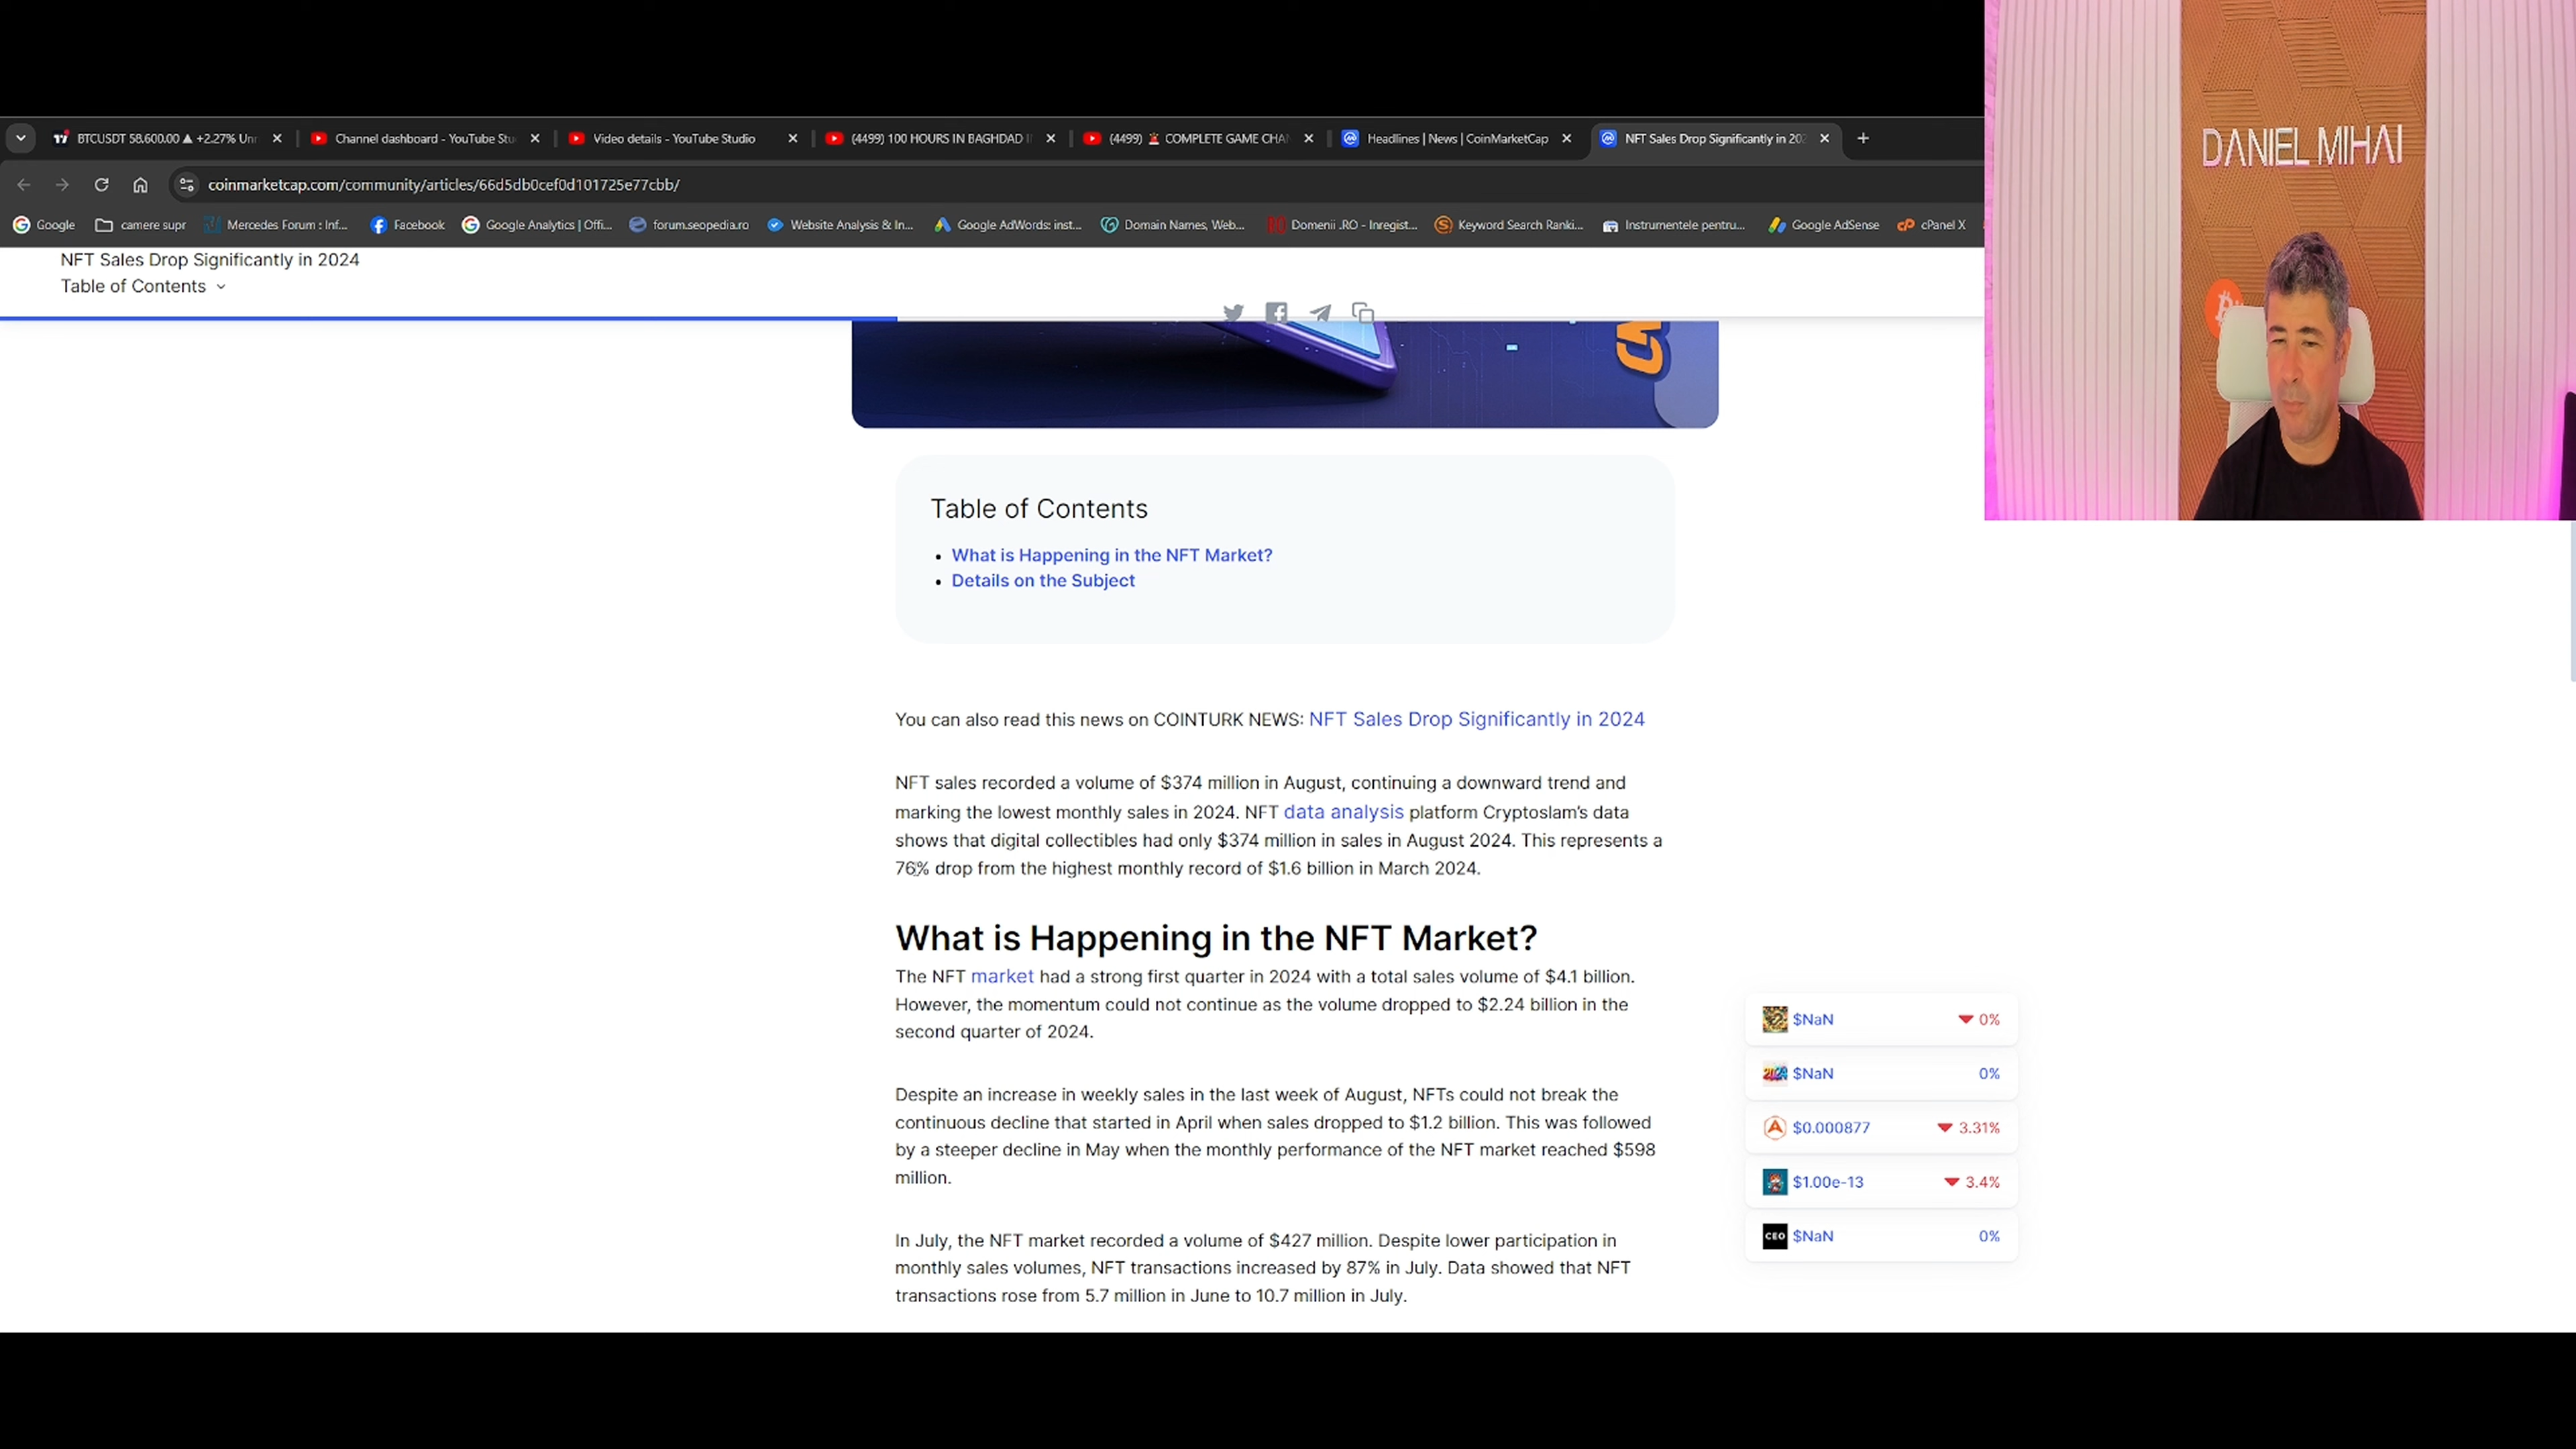 BTCUSDT 58.600.00 ▲ +2.27% Unr
Channel dashboard - YouTube Stu
Video details - YouTube Studio
(4499) 100 HOURS IN BAGHDAD I
(4499) 🚨 COMPLETE GAME CHA
Headlines | News | CoinMarketCap
NFT Sales Drop Significantly in 202
coinmarketcap.com/community/articles/66d5db0cef0d101725e77cbb/
Google
camere supr
Mercedes Forum : Inf...
Facebook
Google Analytics | Offi...
forum.seopedia.ro
Website Analysis & In...
Google AdWords: inst...
Domain Names, Web...
Domenii .RO - Inregist...
Keyword Search Ranki...
Instrumentele pentru...
Google AdSense
cPanel X
DANIEL MIHAI
NFT Sales Drop Significantly in 2024
Table of Contents
Table of Contents
• What is Happening in the NFT Market?
• Details on the Subject
You can also read this news on COINTURK NEWS: NFT Sales Drop Significantly in 2024
NFT sales recorded a volume of $374 million in August, continuing a downward trend and
marking the lowest monthly sales in 2024. NFT data analysis platform Cryptoslam's data
shows that digital collectibles had only $374 million in sales in August 2024. This represents a
76% drop from the highest monthly record of $1.6 billion in March 2024.
What is Happening in the NFT Market?
The NFT market had a strong first quarter in 2024 with a total sales volume of $4.1 billion.
However, the momentum could not continue as the volume dropped to $2.24 billion in the
second quarter of 2024.
Despite an increase in weekly sales in the last week of August, NFTs could not break the
continuous decline that started in April when sales dropped to $1.2 billion. This was followed
by a steeper decline in May when the monthly performance of the NFT market reached $598
million.
In July, the NFT market recorded a volume of $427 million. Despite lower participation in
monthly sales volumes, NFT transactions increased by 87% in July. Data showed that NFT
transactions rose from 5.7 million in June to 10.7 million in July.
$NaN ▼ 0%
2024 $NaN 0%
$0.000877 ▼ 3.31%
$1.00e-13 ▼ 3.4%
CEO $NaN 0%